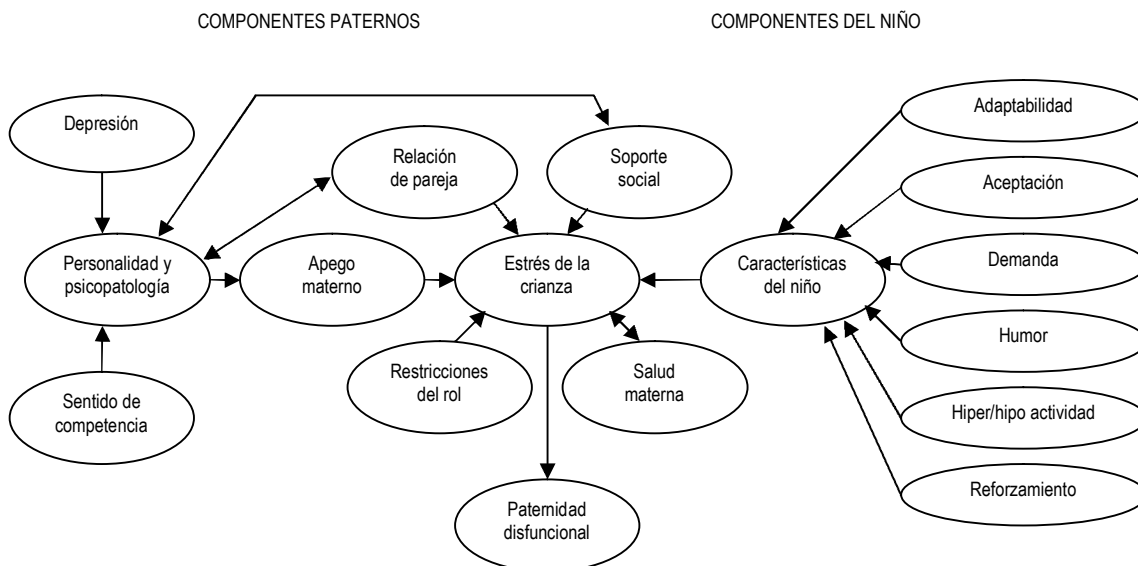 COMPONENTES PATERNOS
COMPONENTES DEL NIÑO
Depresión
Relación
de pareja
Soporte
social
Adaptabilidad
Aceptación
Personalidad y
psicopatología
Apego
materno
Estrés de la
crianza
Características
del niño
Demanda
Humor
Restricciones
del rol
Salud
materna
Sentido de
competencia
Hiper/hipo actividad
Reforzamiento
Paternidad
disfuncional